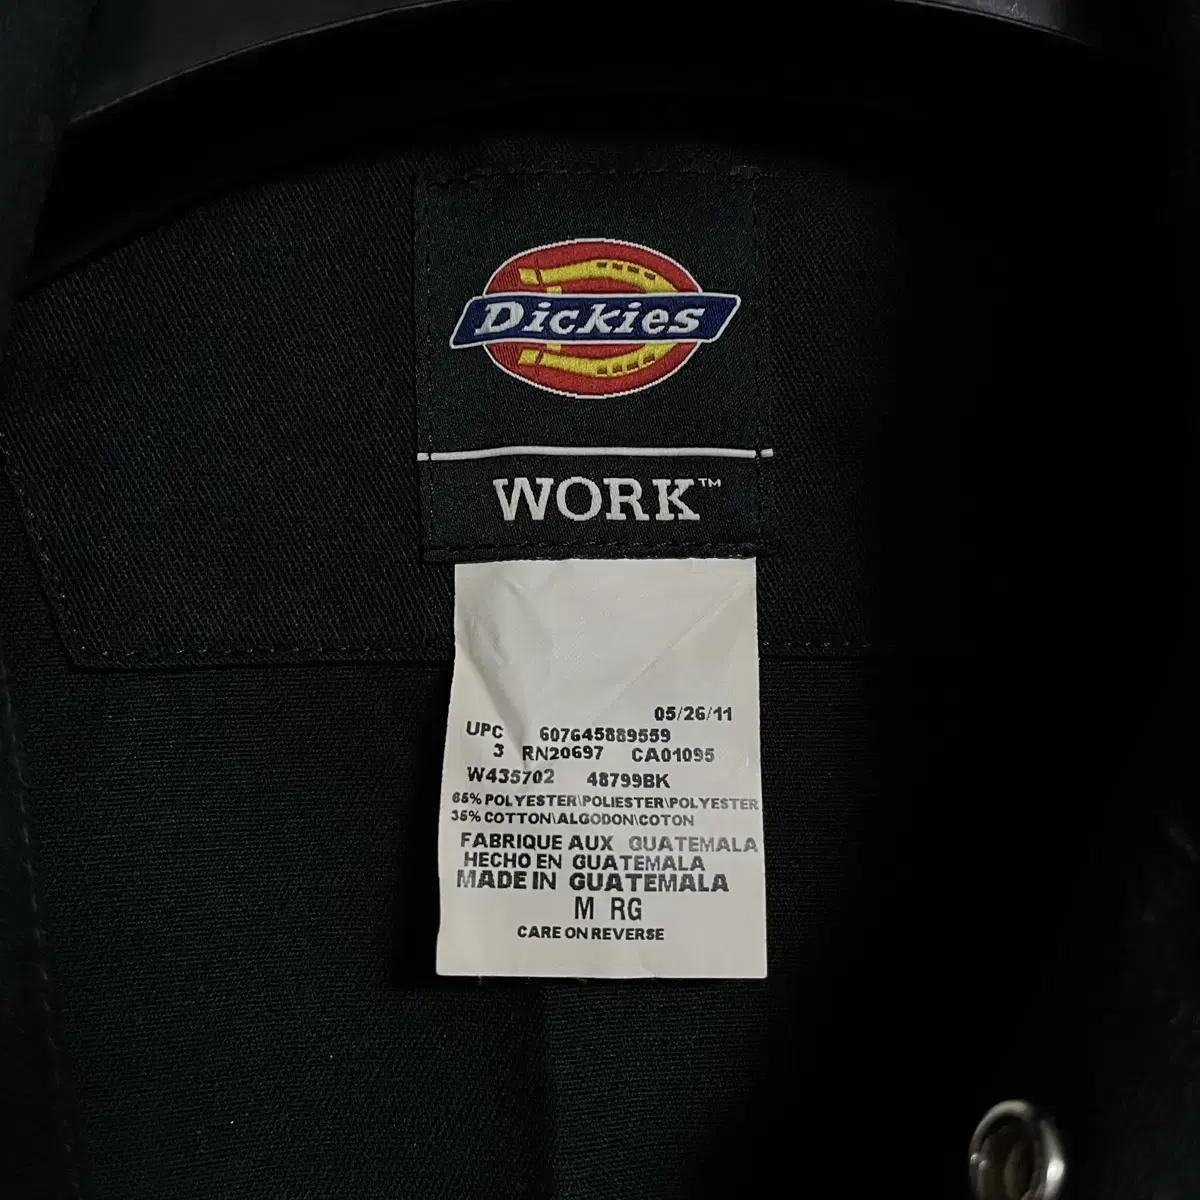 Dickies
WORK™
05/26/11
UPC 607645889559
3 RN20697 CA01095
W435702 48799BK
65% POLYESTER\POLIESTER\POLYESTER
35% COTTON\ALGODON\COTON
FABRIQUE AUX GUATEMALA
HECHO EN GUATEMALA
MADE IN GUATEMALA
M RG
CARE ON REVERSE